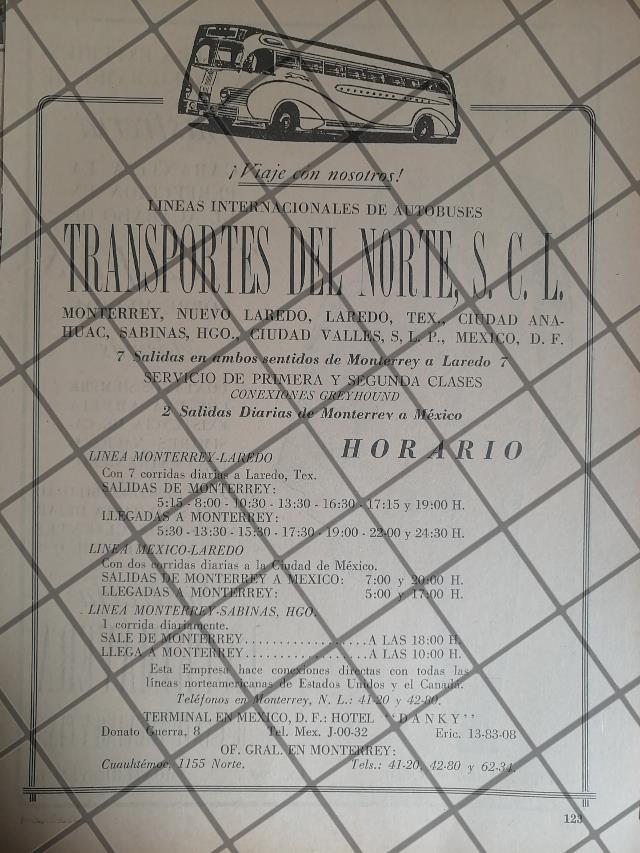 ¡Viaje con nosotros!
LINEAS INTERNACIONALES DE AUTOBUSES
TRANSPORTES DEL NORTE, S. C. L.
MONTERREY, NUEVO LAREDO, LAREDO, TEX., CIUDAD ANA-
HUAC, SABINAS, HGO., CIUDAD VALLES, S, L. P., MEXICO, D. F.
7 Salidas en ambos sentidos de Monterrey a Laredo 7
SERVICIO DE PRIMERA Y SEGUNDA CLASES
CONEXIONES GREYHOUND
2 Salidas Diarias de Monterrey a México
HORARIO
LINEA MONTERREY-LAREDO
Con 7 corridas diarias a Laredo, Tex.
SALIDAS DE MONTERREY:
5:15 - 8:00 - 10:30 - 13:30 - 16:30 - 17:15 y 19:00 H.
LLEGADAS A MONTERREY:
5:30 - 13:30 - 15:30 - 17:30 - 19:00 - 22:00 y 24:30 H.
LINEA MEXICO-LAREDO
Con dos corridas diarias a la Ciudad de México.
SALIDAS DE MONTERREY A MEXICO: 7:00 y 20:00 H.
LLEGADAS A MONTERREY: 5:00 y 17:00 H.
LINEA MONTERREY-SABINAS, HGO.
1 corrida diariamente.
SALE DE MONTERREY.................. A LAS 18:00 H.
LLEGA A MONTERREY.................. A LAS 10:00 H.
Esta Empresa hace conexiones directas con todas las
líneas norteamericanas de Estados Unidos y el Canadá.
Teléfonos en Monterrey, N. L.: 41-20 y 42-80.
TERMINAL EN MEXICO, D. F.: HOTEL "DANKY"
Donato Guerra, 8 Tel. Mex. J-00-32 Eric. 13-83-08
OF. GRAL. EN MONTERREY:
Cuauhtémoc, 1155 Norte. Tels.: 41-20, 42-80 y 62-34.
123